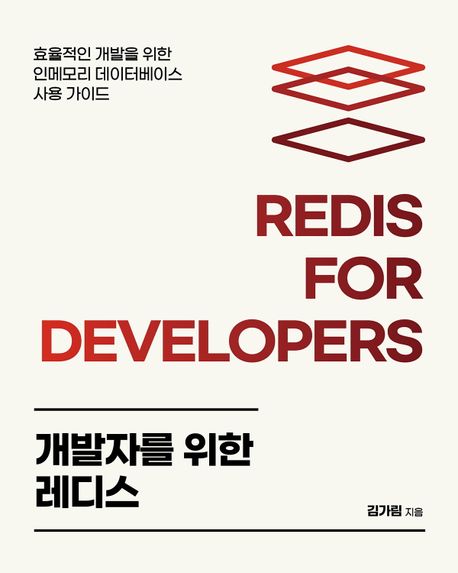 효율적인 개발을 위한
인메모리 데이터베이스
사용 가이드
REDIS
FOR
DEVELOPERS
개발자를 위한
레디스
김가림 지음